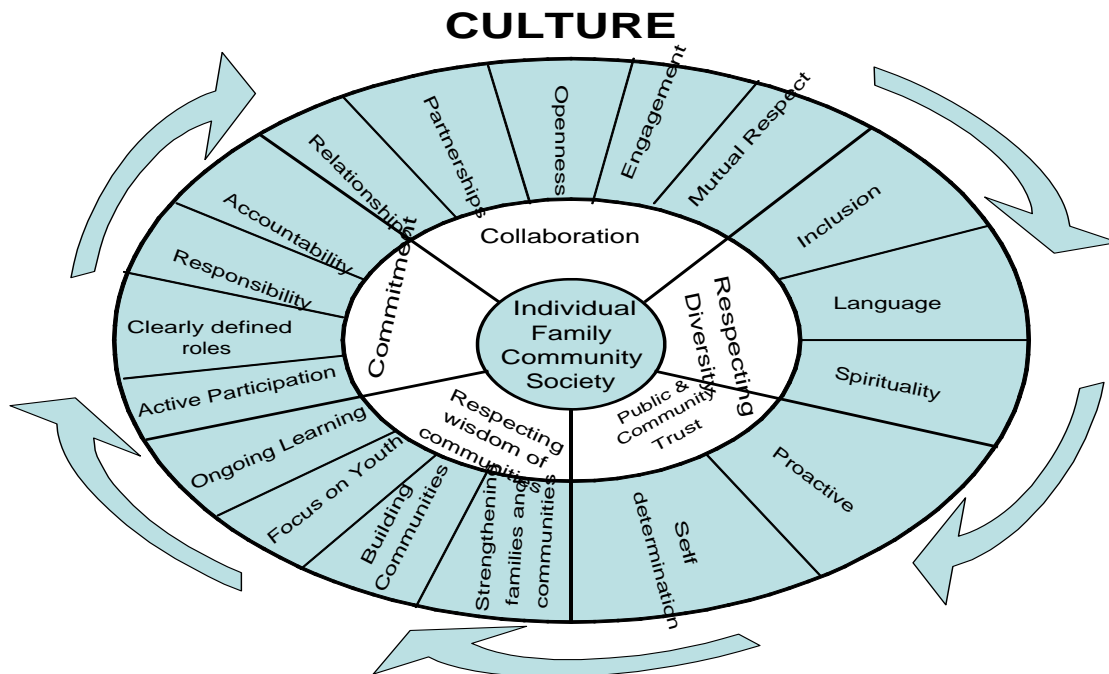 CULTURE
Relationships
Partnerships
Openness
Engagement
Mutual Respect
Inclusion
Language
Spirituality
Proactive
Self
determination
Strengthening
families and
communities
Building
Communities
Focus on Youth
Ongoing Learning
Active Participation
Clearly defined
roles
Responsibility
Accountability
Collaboration
Respecting
Diversity
Public &
Community
Trust
Respecting
wisdom of
communities
Commitment
Individual
Family
Community
Society